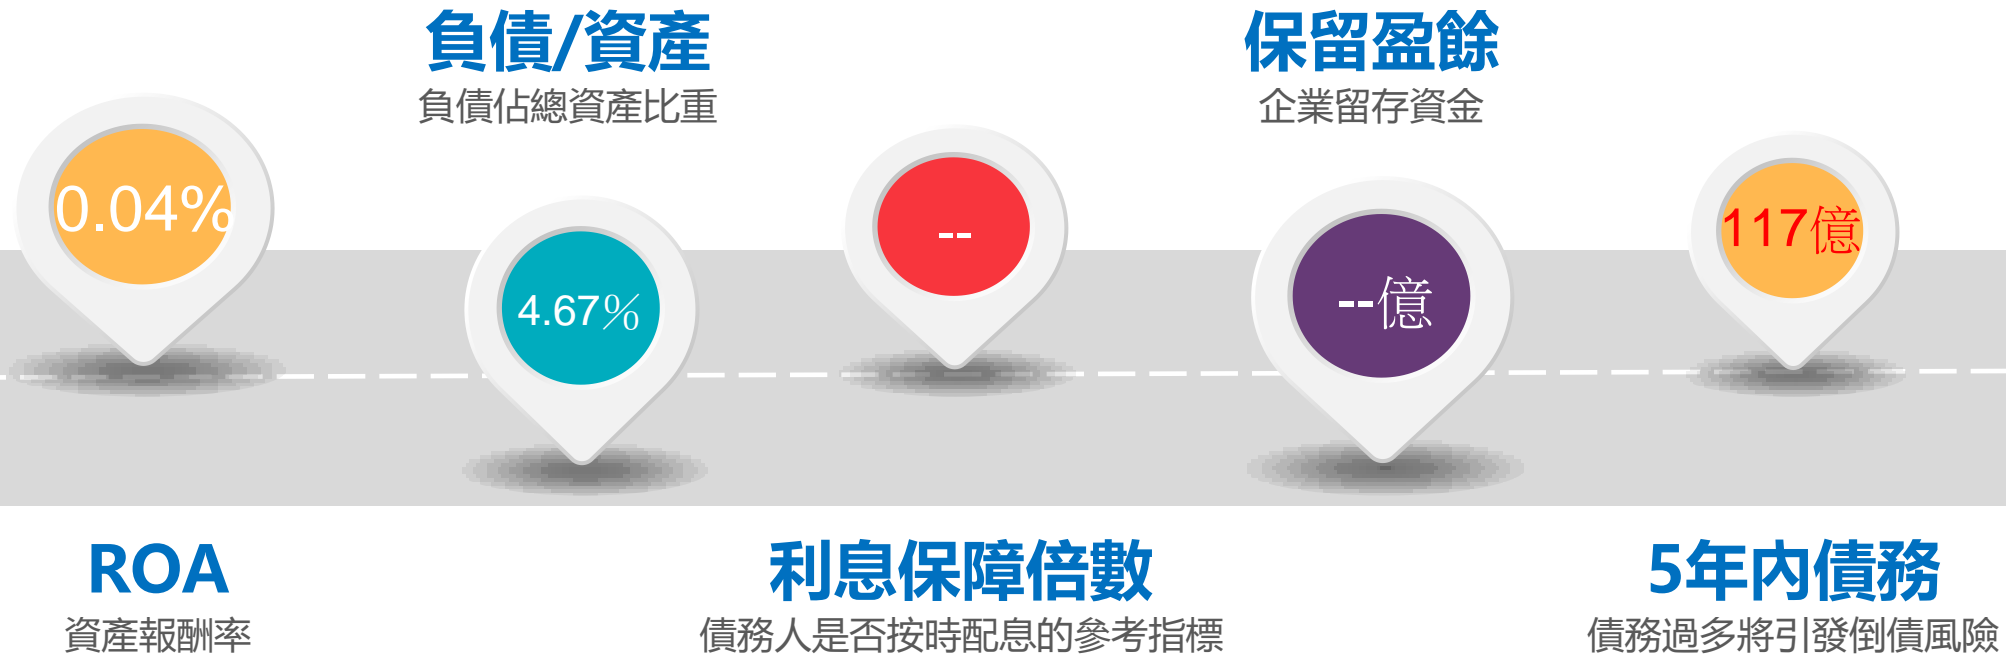 負債/資產
負債佔總資產比重
保留盈餘
企業留存資金
0.04%
4.67%
--
--億
117億
ROA
資產報酬率
利息保障倍數
債務人是否按時配息的參考指標
5年內債務
債務過多將引發倒債風險